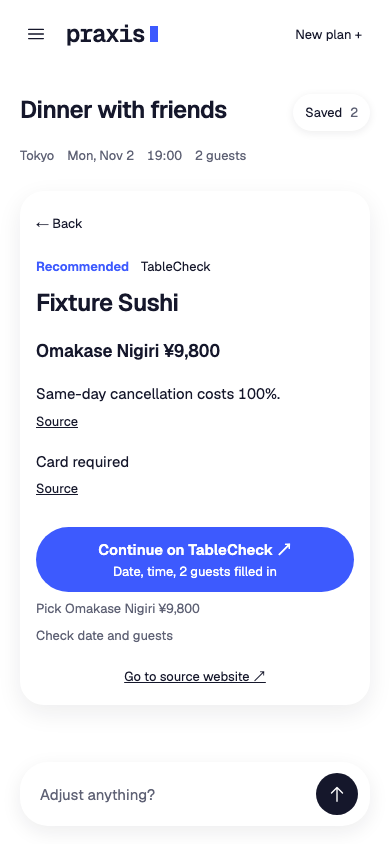 praxis
New plan +
Dinner with friends
Saved 2
Tokyo Mon, Nov 2 19:00 2 guests
← Back
Recommended TableCheck
Fixture Sushi
Omakase Nigiri ¥9,800
Same-day cancellation costs 100%.
Source
Card required
Source
Continue on TableCheck ↗
Date, time, 2 guests filled in
Pick Omakase Nigiri ¥9,800
Check date and guests
Go to source website ↗
Adjust anything?